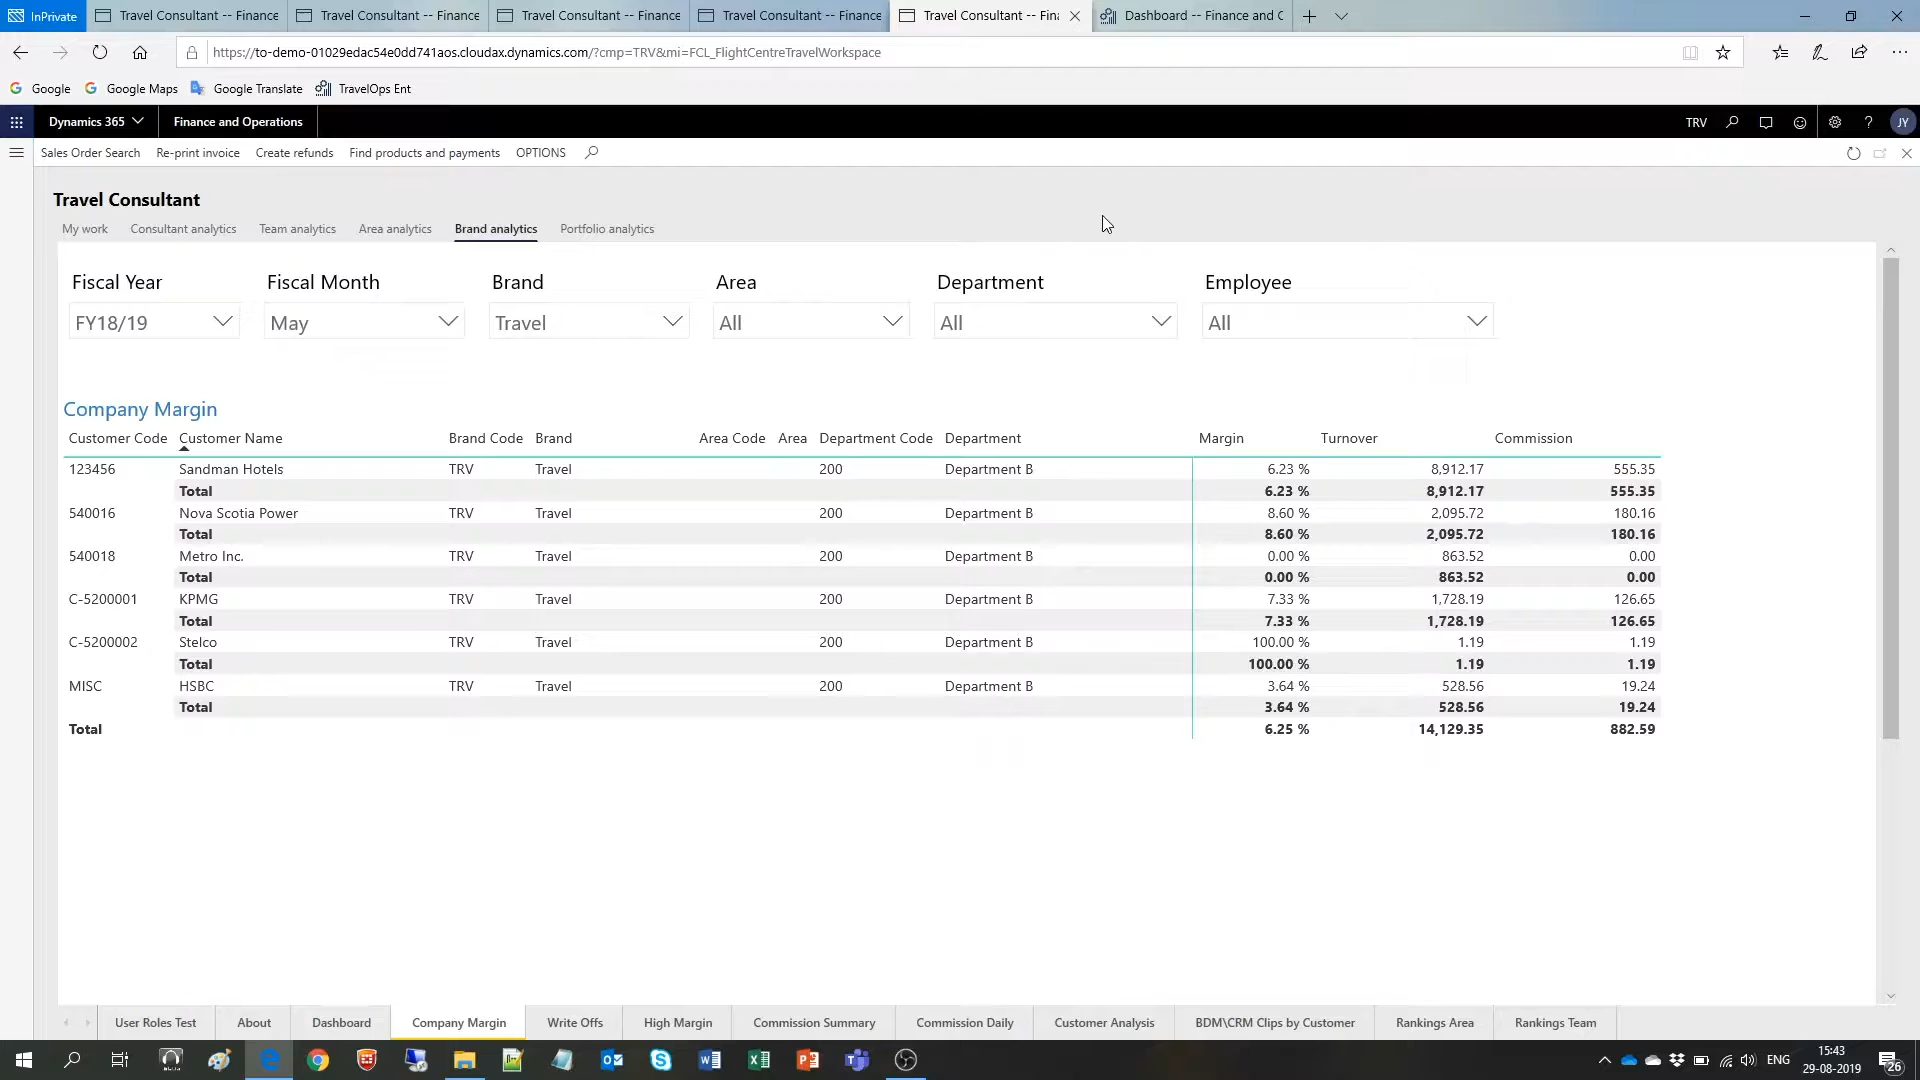 InPrivate Travel Consultant -- Finance Travel Consultant -- Finance Travel Consultant -- Finance Travel Consultant -- Finance Travel Consultant -- Fina Dashboard -- Finance and C
https://to-demo-01029edac54e0dd741aos.cloudax.dynamics.com/?cmp=TRV&mi=FCL_FlightCentreTravelWorkspace
Google Google Maps Google Translate TravelOps Ent
Dynamics 365 Finance and Operations TRV ? JY
Sales Order Search Re-print invoice Create refunds Find products and payments OPTIONS
Travel Consultant
My work Consultant analytics Team analytics Area analytics Brand analytics Portfolio analytics
Fiscal Year Fiscal Month Brand Area Department Employee
FY18/19 May Travel All All All
Company Margin
Customer Code Customer Name Brand Code Brand Area Code Area Department Code Department Margin Turnover Commission
123456 Sandman Hotels TRV Travel 200 Department B 6.23 % 8,912.17 555.35
Total 6.23 % 8,912.17 555.35
540016 Nova Scotia Power TRV Travel 200 Department B 8.60 % 2,095.72 180.16
Total 8.60 % 2,095.72 180.16
540018 Metro Inc. TRV Travel 200 Department B 0.00 % 863.52 0.00
Total 0.00 % 863.52 0.00
C-5200001 KPMG TRV Travel 200 Department B 7.33 % 1,728.19 126.65
Total 7.33 % 1,728.19 126.65
C-5200002 Stelco TRV Travel 200 Department B 100.00 % 1.19 1.19
Total 100.00 % 1.19 1.19
MISC HSBC TRV Travel 200 Department B 3.64 % 528.56 19.24
Total 3.64 % 528.56 19.24
Total 6.25 % 14,129.35 882.59
User Roles Test About Dashboard Company Margin Write Offs High Margin Commission Summary Commission Daily Customer Analysis BDM\CRM Clips by Customer Rankings Area Rankings Team
ENG 15:43
29-08-2019 26